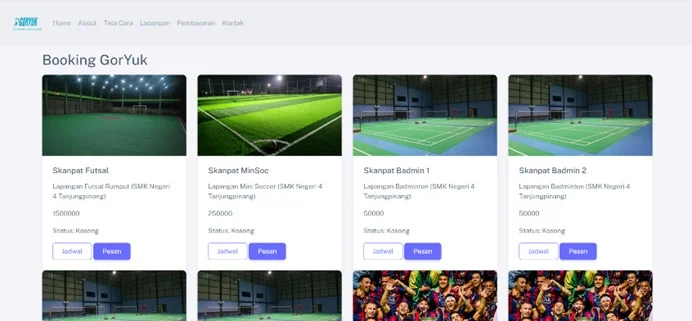 GORYUK
Home About Tata Cara Lapangan Pembayaran Kontak
Booking GorYuk
Skanpat Futsal
Lapangan Futsal Rumput (SMK Negeri 4 Tanjungpinang)
1500000
Status: Kosong
Jadwal Pesan
Skanpat MinSoc
Lapangan Mini Soccer (SMK Negeri 4 Tanjungpinang)
250000
Status: Kosong
Jadwal Pesan
Skanpat Badmin 1
Lapangan Badminton (SMK Negeri 4 Tanjungpinang)
50000
Status: Kosong
Jadwal Pesan
Skanpat Badmin 2
Lapangan Badminton (SMK Negeri 4 Tanjungpinang)
50000
Status: Kosong
Jadwal Pesan